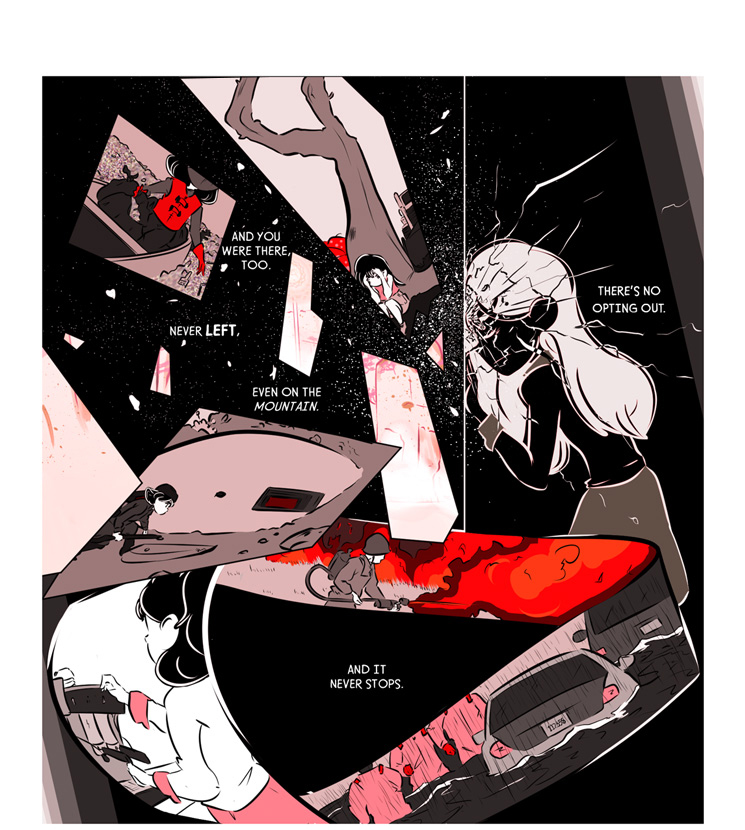 AND YOU
WERE THERE,
TOO.
NEVER LEFT,
EVEN ON THE
MOUNTAIN.
THERE'S NO
OPTING OUT.
AND IT
NEVER STOPS.